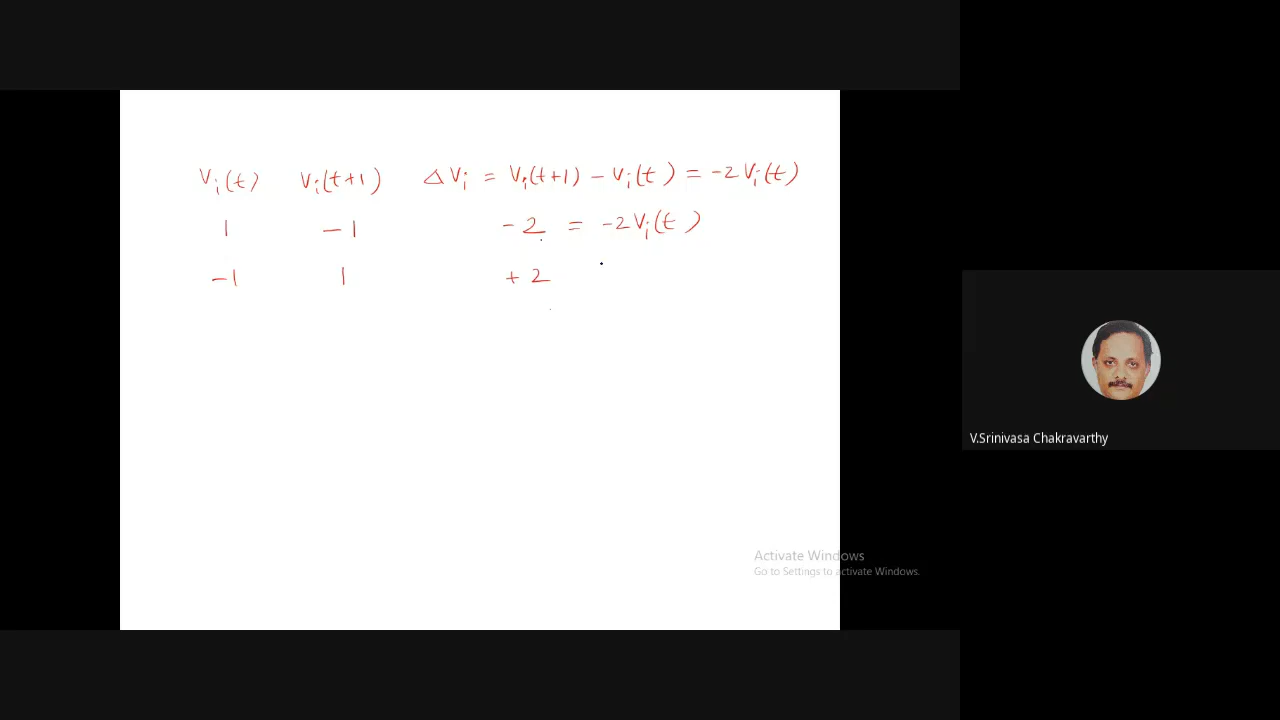 Vi(t) Vi(t+1) Δ Vi = Vi(t+1) - Vi(t) = -2Vi(t)
1 -1 -2 = -2Vi(t)
-1 1 +2
V.Srinivasa Chakravarthy
Activate Windows
Go to Settings to activate Windows.